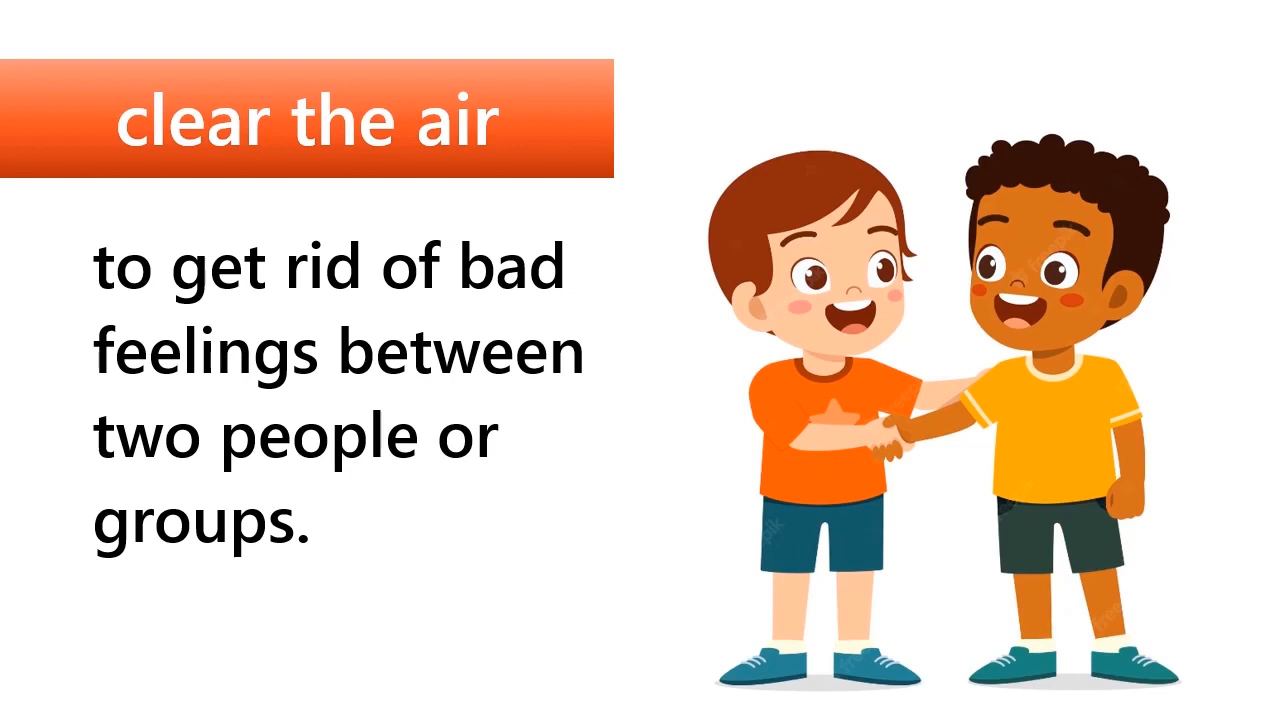 clear the air
to get rid of bad
feelings between
two people or
groups.